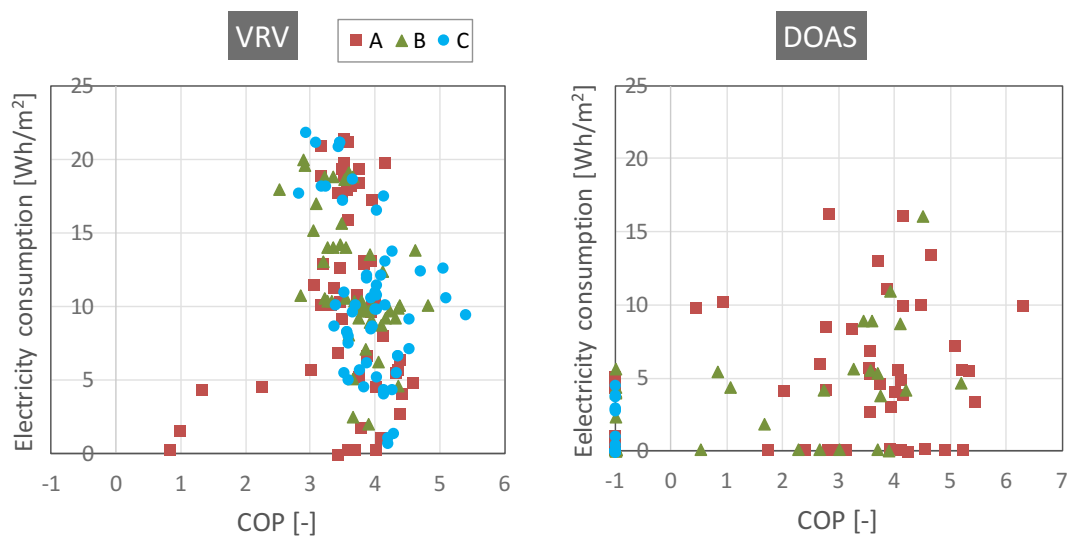 VRV
A B C
DOAS
Electricity consumption [Wh/m²]
25
20
15
10
5
0
-1 0 1 2 3 4 5 6
COP [-]
Eelectricity consumption [Wh/m²]
25
20
15
10
5
0
-1 0 1 2 3 4 5 6 7
COP [-]